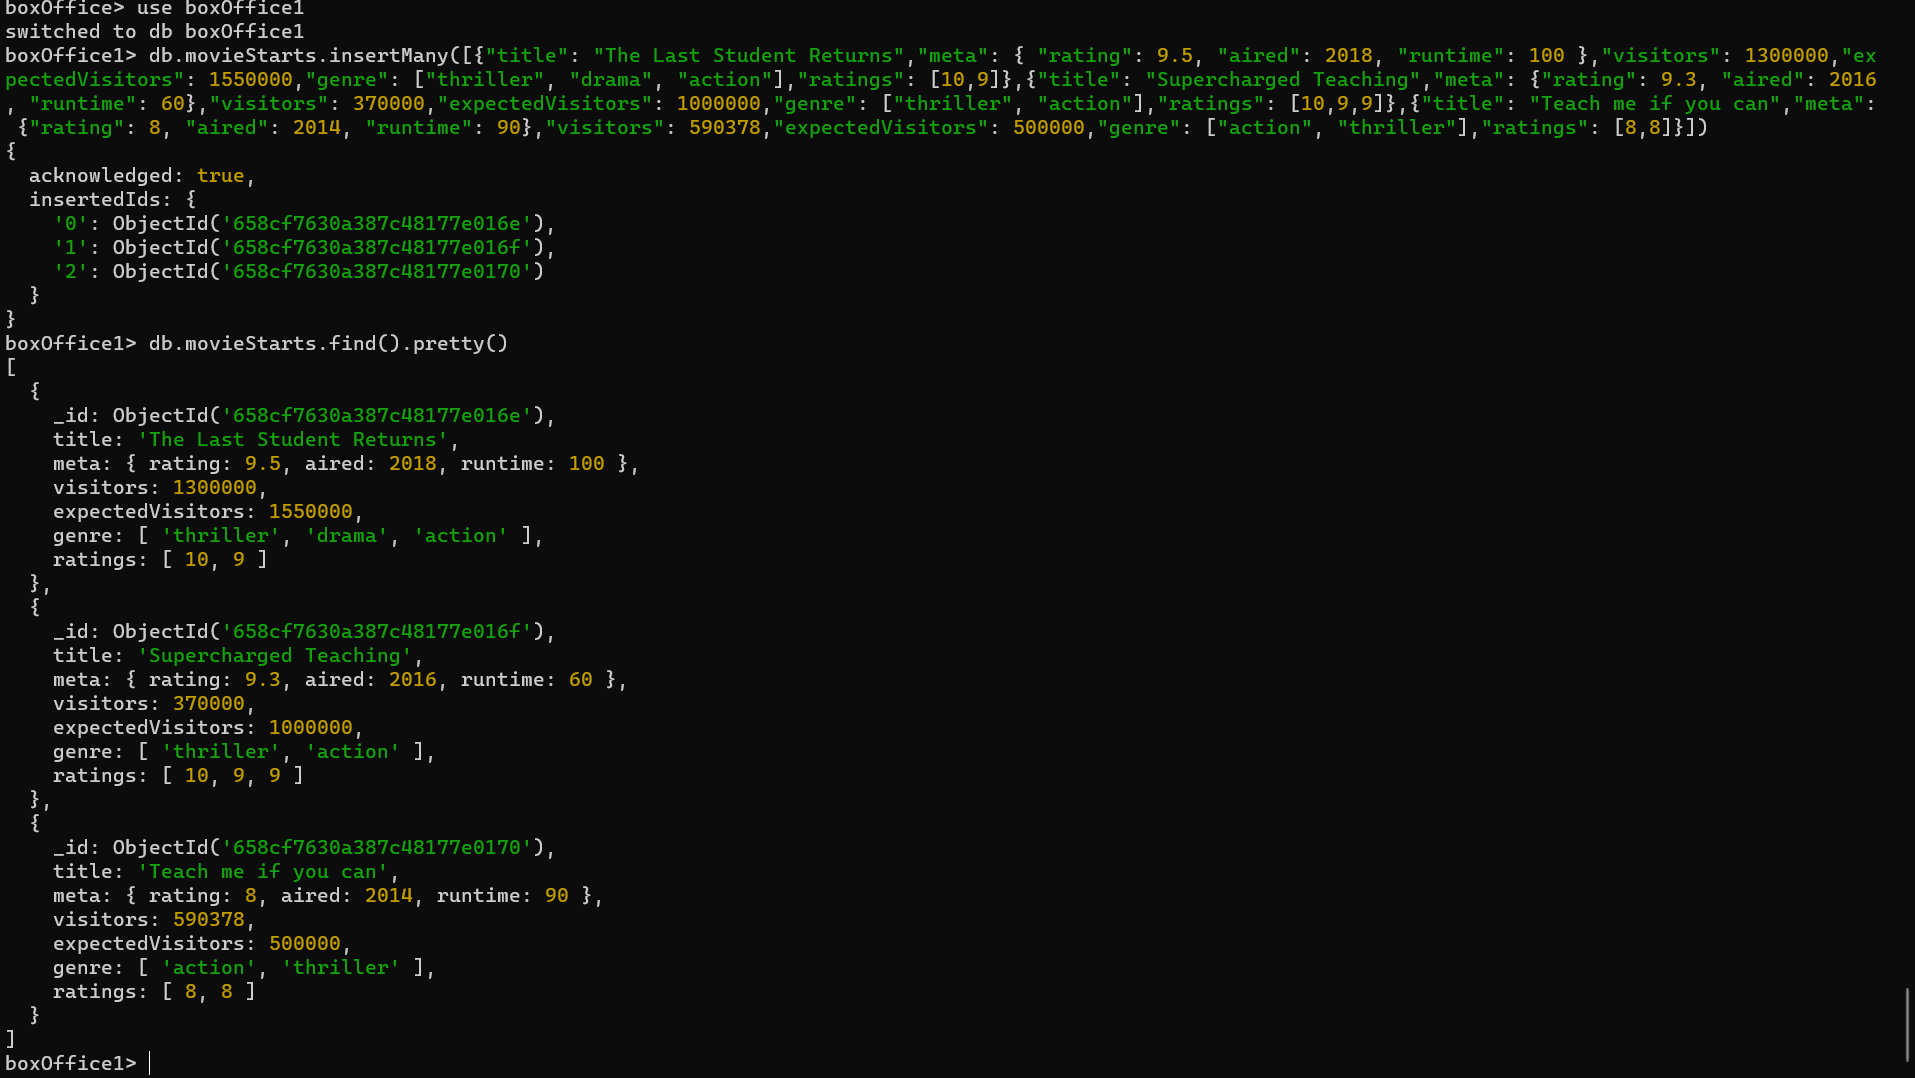 boxOffice> use boxOffice1
switched to db boxOffice1
boxOffice1> db.movieStarts.insertMany([{"title": "The Last Student Returns","meta": { "rating": 9.5, "aired": 2018, "runtime": 100 },"visitors": 1300000,"ex
pectedVisitors": 1550000,"genre": ["thriller", "drama", "action"],"ratings": [10,9]},{"title": "Supercharged Teaching","meta": {"rating": 9.3, "aired": 2016
, "runtime": 60},"visitors": 370000,"expectedVisitors": 1000000,"genre": ["thriller", "action"],"ratings": [10,9,9]},{"title": "Teach me if you can","meta":
 {"rating": 8, "aired": 2014, "runtime": 90},"visitors": 590378,"expectedVisitors": 500000,"genre": ["action", "thriller"],"ratings": [8,8]}])
{
  acknowledged: true,
  insertedIds: {
    '0': ObjectId('658cf7630a387c48177e016e'),
    '1': ObjectId('658cf7630a387c48177e016f'),
    '2': ObjectId('658cf7630a387c48177e0170')
  }
}
boxOffice1> db.movieStarts.find().pretty()
[
  {
    _id: ObjectId('658cf7630a387c48177e016e'),
    title: 'The Last Student Returns',
    meta: { rating: 9.5, aired: 2018, runtime: 100 },
    visitors: 1300000,
    expectedVisitors: 1550000,
    genre: [ 'thriller', 'drama', 'action' ],
    ratings: [ 10, 9 ]
  },
  {
    _id: ObjectId('658cf7630a387c48177e016f'),
    title: 'Supercharged Teaching',
    meta: { rating: 9.3, aired: 2016, runtime: 60 },
    visitors: 370000,
    expectedVisitors: 1000000,
    genre: [ 'thriller', 'action' ],
    ratings: [ 10, 9, 9 ]
  },
  {
    _id: ObjectId('658cf7630a387c48177e0170'),
    title: 'Teach me if you can',
    meta: { rating: 8, aired: 2014, runtime: 90 },
    visitors: 590378,
    expectedVisitors: 500000,
    genre: [ 'action', 'thriller' ],
    ratings: [ 8, 8 ]
  }
]
boxOffice1>